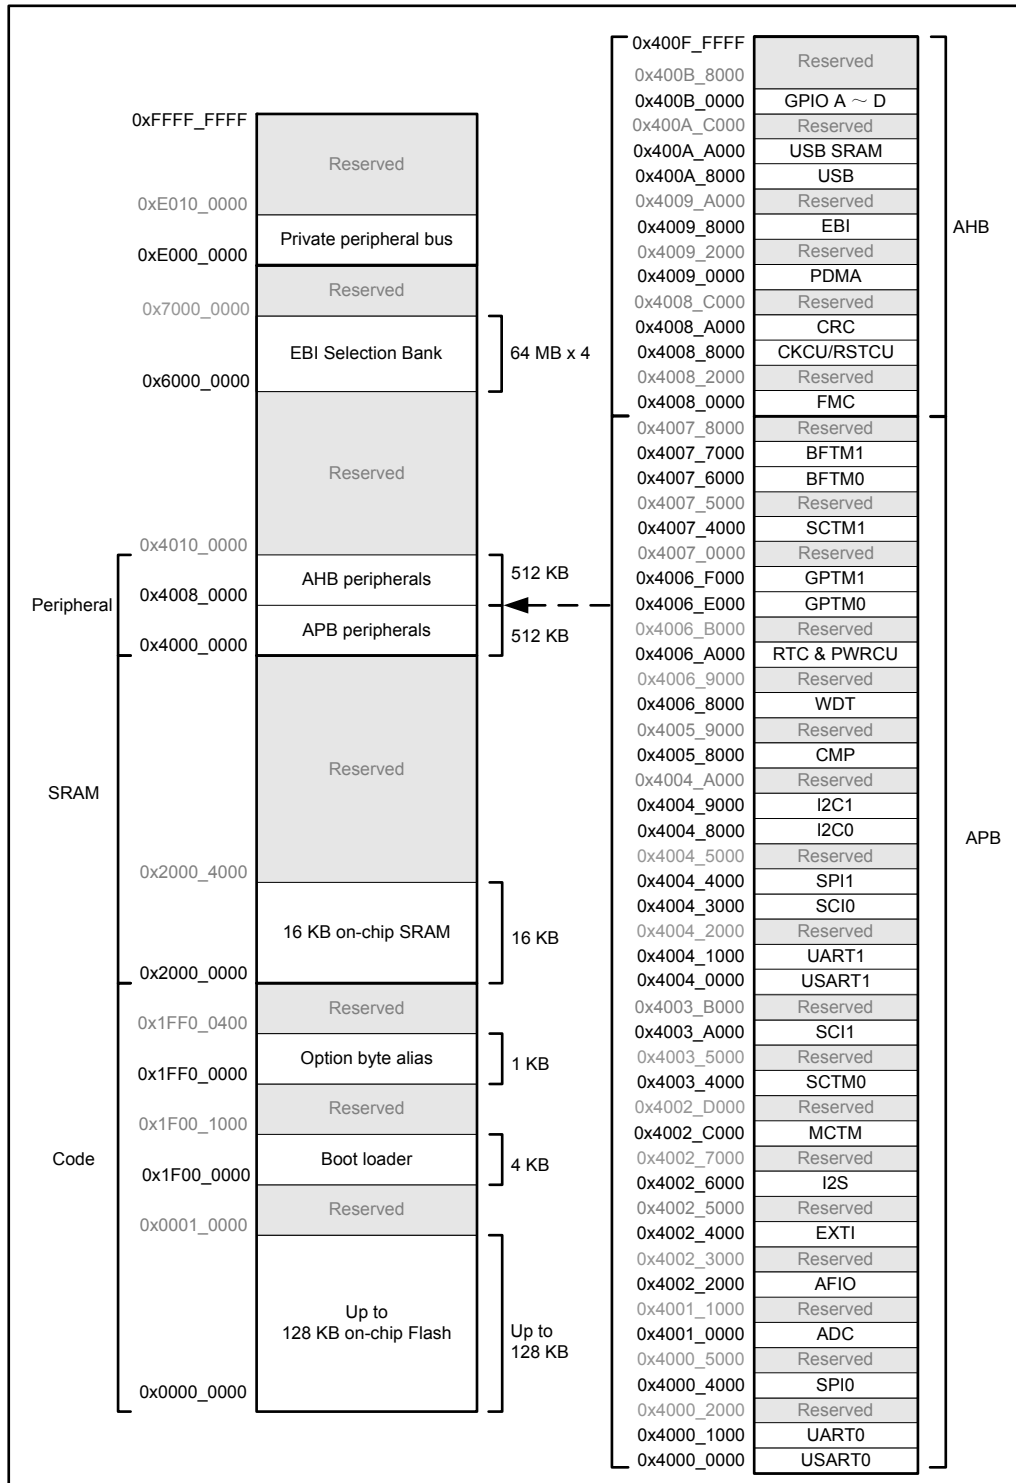 0xFFFF_FFFF
Reserved
0xE010_0000
Private peripheral bus
0xE000_0000
Reserved
0x7000_0000
EBI Selection Bank
64 MB x 4
0x6000_0000
Reserved
0x4010_0000
AHB peripherals
512 KB
Peripheral
0x4008_0000
APB peripherals
512 KB
0x4000_0000
Reserved
SRAM
0x2000_4000
16 KB on-chip SRAM
16 KB
0x2000_0000
Reserved
0x1FF0_0400
Option byte alias
1 KB
0x1FF0_0000
Reserved
0x1F00_1000
Code
Boot loader
4 KB
0x1F00_0000
Reserved
0x0001_0000
Up to
128 KB on-chip Flash
Up to
128 KB
0x0000_0000
0x400F_FFFF
Reserved
0x400B_8000
0x400B_0000 GPIO A ~ D
0x400A_C000 Reserved
0x400A_A000 USB SRAM
0x400A_8000 USB
0x4009_A000 Reserved
0x4009_8000 EBI
AHB
0x4009_2000 Reserved
0x4009_0000 PDMA
0x4008_C000 Reserved
0x4008_A000 CRC
0x4008_8000 CKCU/RSTCU
0x4008_2000 Reserved
0x4008_0000 FMC
0x4007_8000 Reserved
0x4007_7000 BFTM1
0x4007_6000 BFTM0
0x4007_5000 Reserved
0x4007_4000 SCTM1
0x4007_0000 Reserved
0x4006_F000 GPTM1
0x4006_E000 GPTM0
0x4006_B000 Reserved
0x4006_A000 RTC & PWRCU
0x4006_9000 Reserved
0x4006_8000 WDT
0x4005_9000 Reserved
0x4005_8000 CMP
0x4004_A000 Reserved
0x4004_9000 I2C1
0x4004_8000 I2C0
APB
0x4004_5000 Reserved
0x4004_4000 SPI1
0x4004_3000 SCI0
0x4004_2000 Reserved
0x4004_1000 UART1
0x4004_0000 USART1
0x4003_B000 Reserved
0x4003_A000 SCI1
0x4003_5000 Reserved
0x4003_4000 SCTM0
0x4002_D000 Reserved
0x4002_C000 MCTM
0x4002_7000 Reserved
0x4002_6000 I2S
0x4002_5000 Reserved
0x4002_4000 EXTI
0x4002_3000 Reserved
0x4002_2000 AFIO
0x4001_1000 Reserved
0x4001_0000 ADC
0x4000_5000 Reserved
0x4000_4000 SPI0
0x4000_2000 Reserved
0x4000_1000 UART0
0x4000_0000 USART0